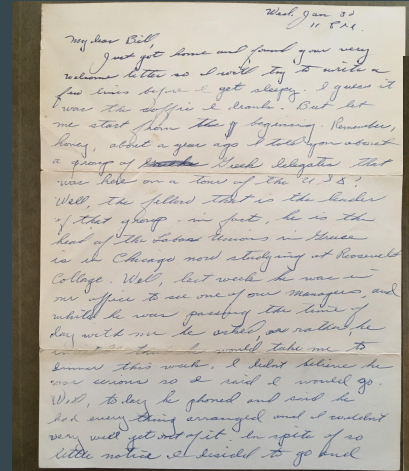 Wed. Jan 3d
11 P.M.
My dear Bill,
Just got home and found your very
welcome letter so I will try to write a
few lines before I get sleepy. I guess it
was the coffee I drank. But let
me start from the beginning. Remember,
honey, about a year ago I told you about
a group of Greek delegates that
was here on a tour of the U.S.?
Well, the fellow that is the leader
of that group in fact, he is the
head of the Labor Unions in Greece
is in Chicago now studying at Roosevelt
College. Well, last week he was in
our office to see one of our managers, and
while he was passing the time of
day with me he asked, or rather, he
he would take me to
dinner this week. I didn't believe he
was serious so I said I would go.
Well, today he phoned and said he
had everything arranged and I couldn't
very well get out of it. In spite of so
little notice I decided to go and